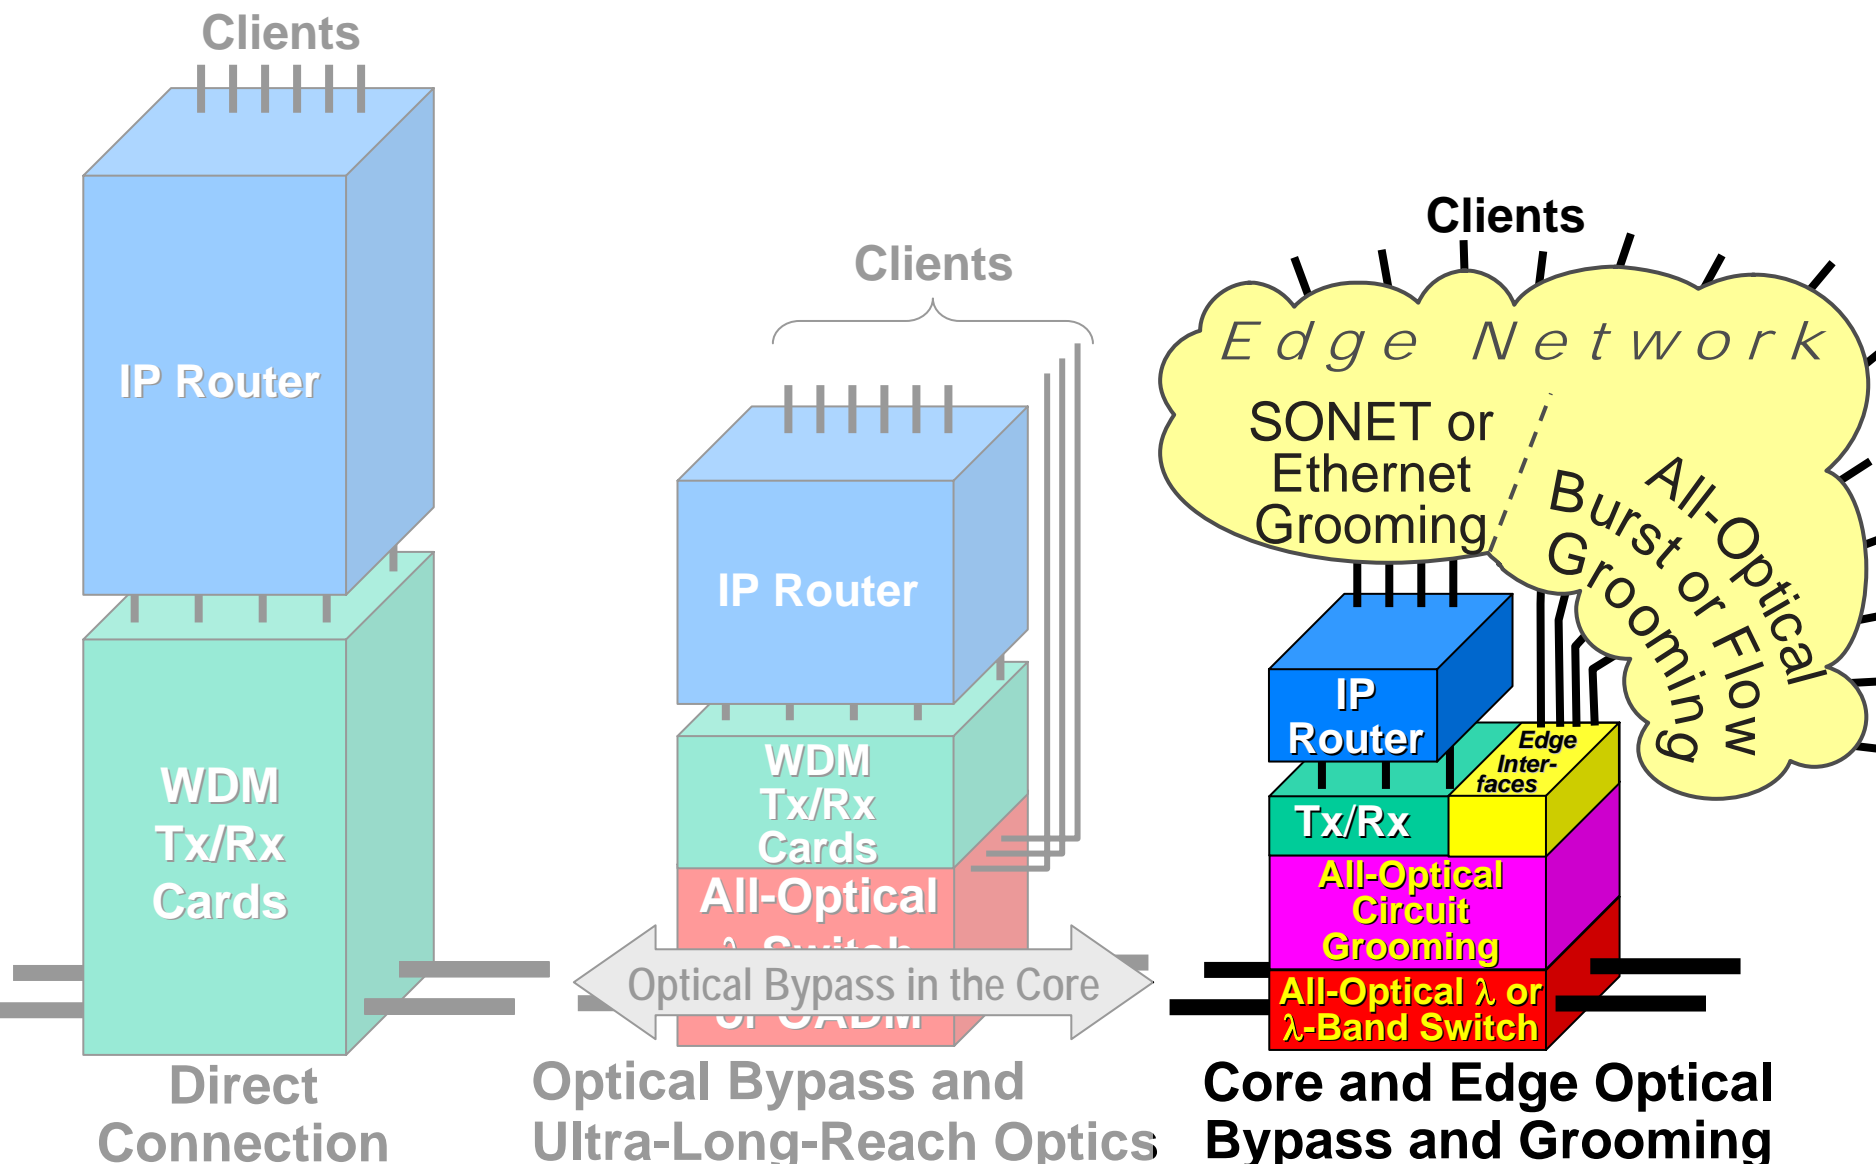 Clients
IP Router
WDM
Tx/Rx
Cards
Direct
Connection
Clients
IP Router
WDM
Tx/Rx
Cards
All-Optical
λ Switch
Optical Bypass in the Core
or OADM
Optical Bypass and
Ultra-Long-Reach Optics
Clients
Edge Network
SONET or
Ethernet
Grooming
All-Optical
Burst or Flow
Grooming
IP
Router
Edge
Inter-
faces
Tx/Rx
All-Optical
Circuit
Grooming
All-Optical λ or
λ-Band Switch
Core and Edge Optical
Bypass and Grooming